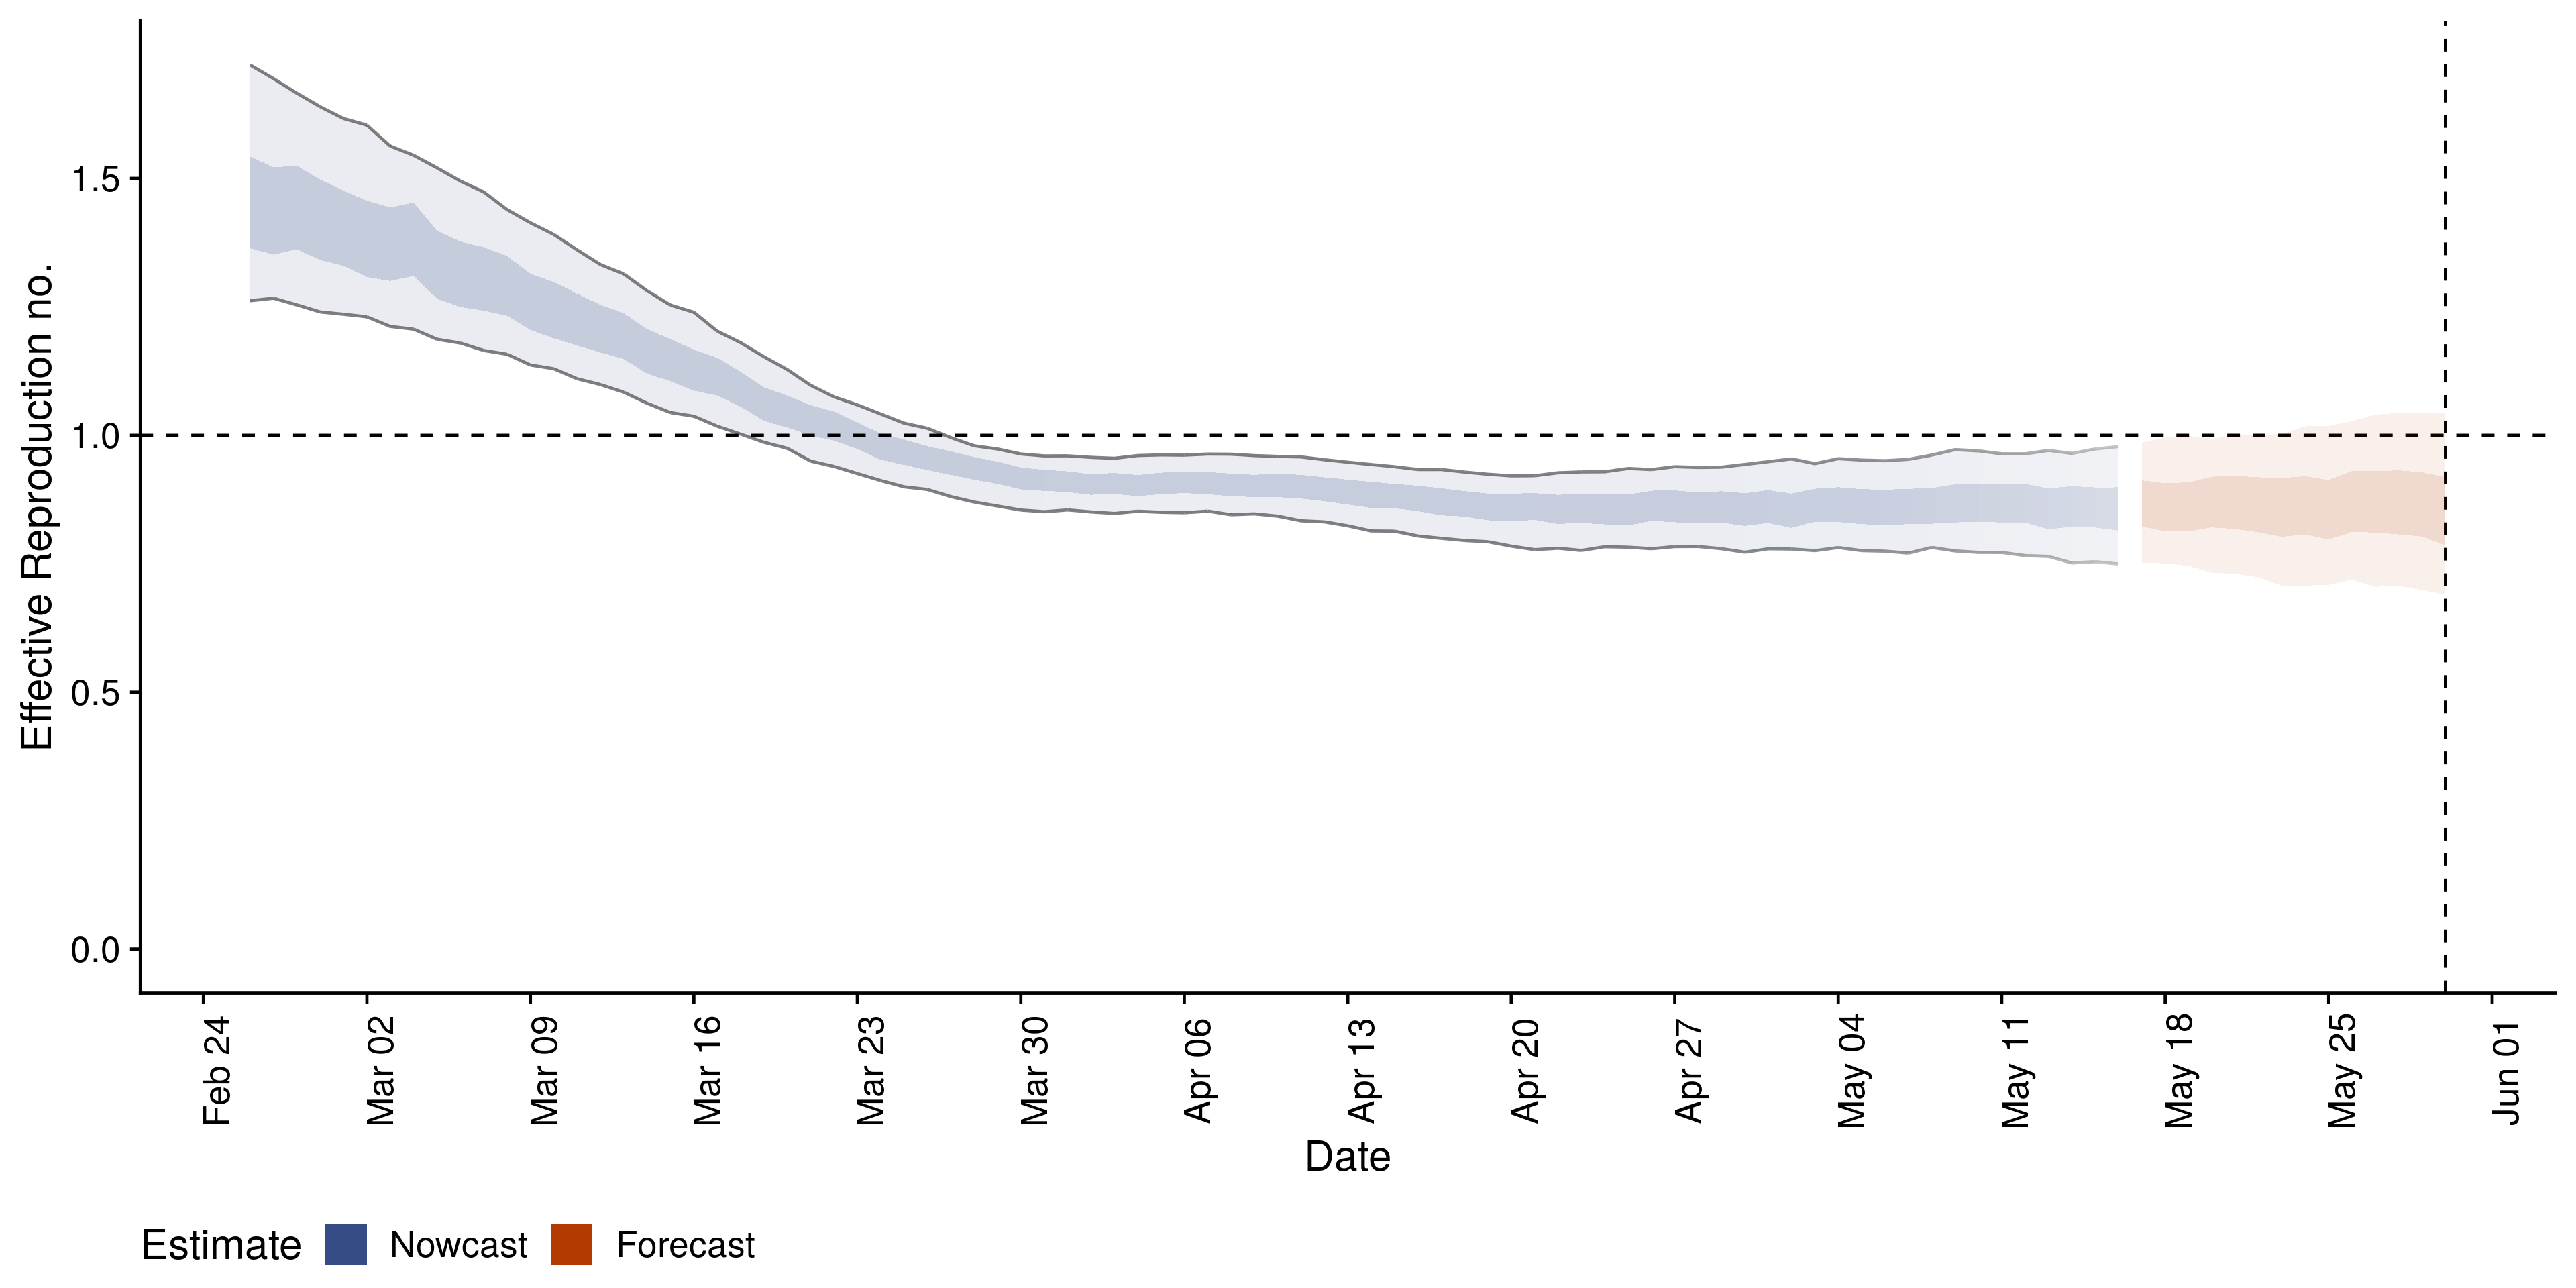 Effective Reproduction no.
1.5
1.0
0.5
0.0
Feb 24
Mar 02
Mar 09
Mar 16
Mar 23
Mar 30
Apr 06
Apr 13
Apr 20
Apr 27
May 04
May 11
May 18
May 25
Jun 01
Date
Estimate Nowcast Forecast